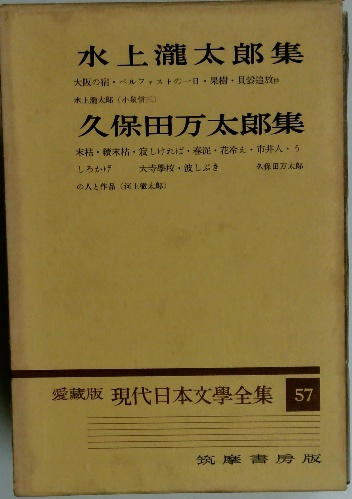 水上瀧太郎集
大阪の宿・ベルファストの一日・果樹・貝殼追放抄
水上瀧太郎（小泉信三）
久保田万太郎集
末枯・續末枯・寂しければ・春泥・花冷え・市井人・う
しろかげ 大寺學校・波しぶき 久保田万太郎
の人と作品（河上徹太郎）
愛藏版 現代日本文學全集 57
筑摩書房版